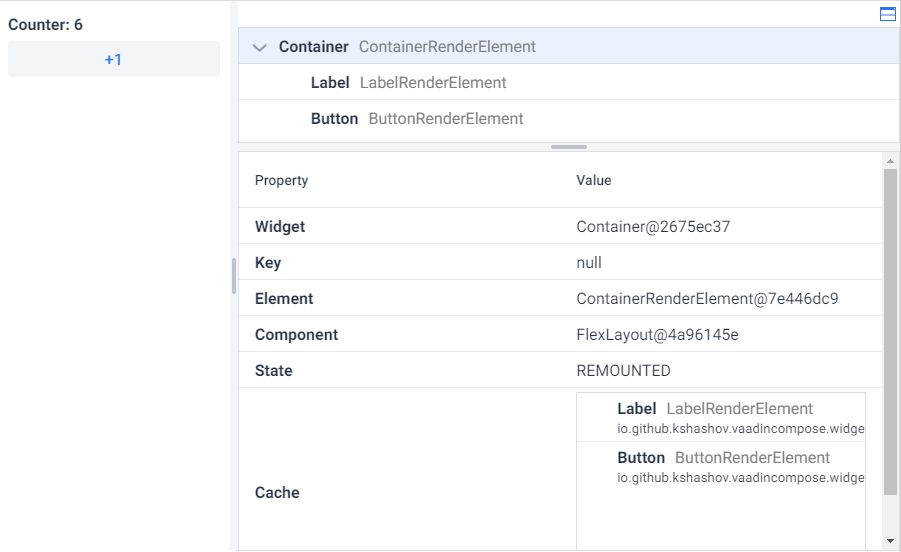 Counter: 6
+1
Container ContainerRenderElement
Label LabelRenderElement
Button ButtonRenderElement
Property Value
Widget Container@2675ec37
Key null
Element ContainerRenderElement@7e446dc9
Component FlexLayout@4a96145e
State REMOUNTED
Cache
Label LabelRenderElement
io.github.kshashov.vaadincompose.widge
Button ButtonRenderElement
io.github.kshashov.vaadincompose.widge